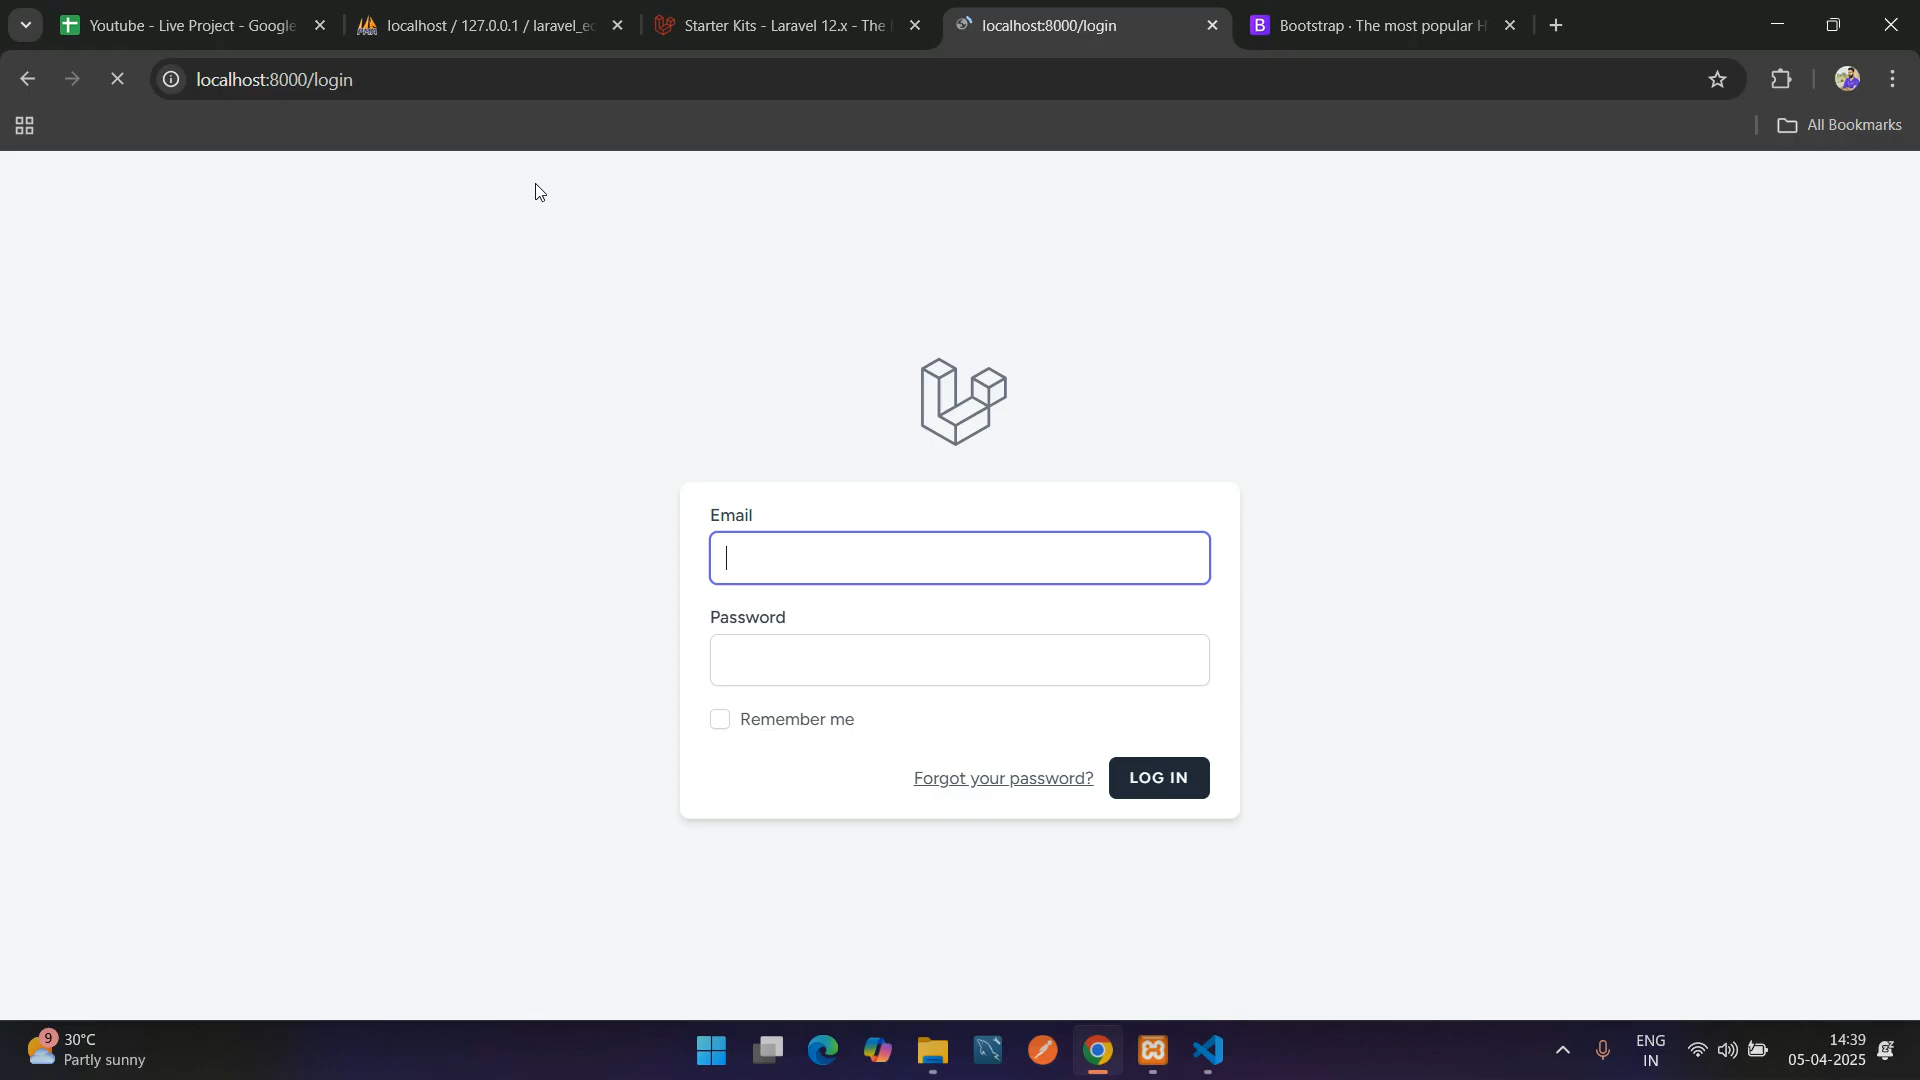 Youtube - Live Project - Google
localhost / 127.0.0.1 / laravel_ec
Starter Kits - Laravel 12.x - The
localhost:8000/login
Bootstrap · The most popular H
localhost:8000/login
All Bookmarks
Email
Password
Remember me
Forgot your password?
LOG IN
9
30°C
Partly sunny
ENG
IN
14:39
05-04-2025